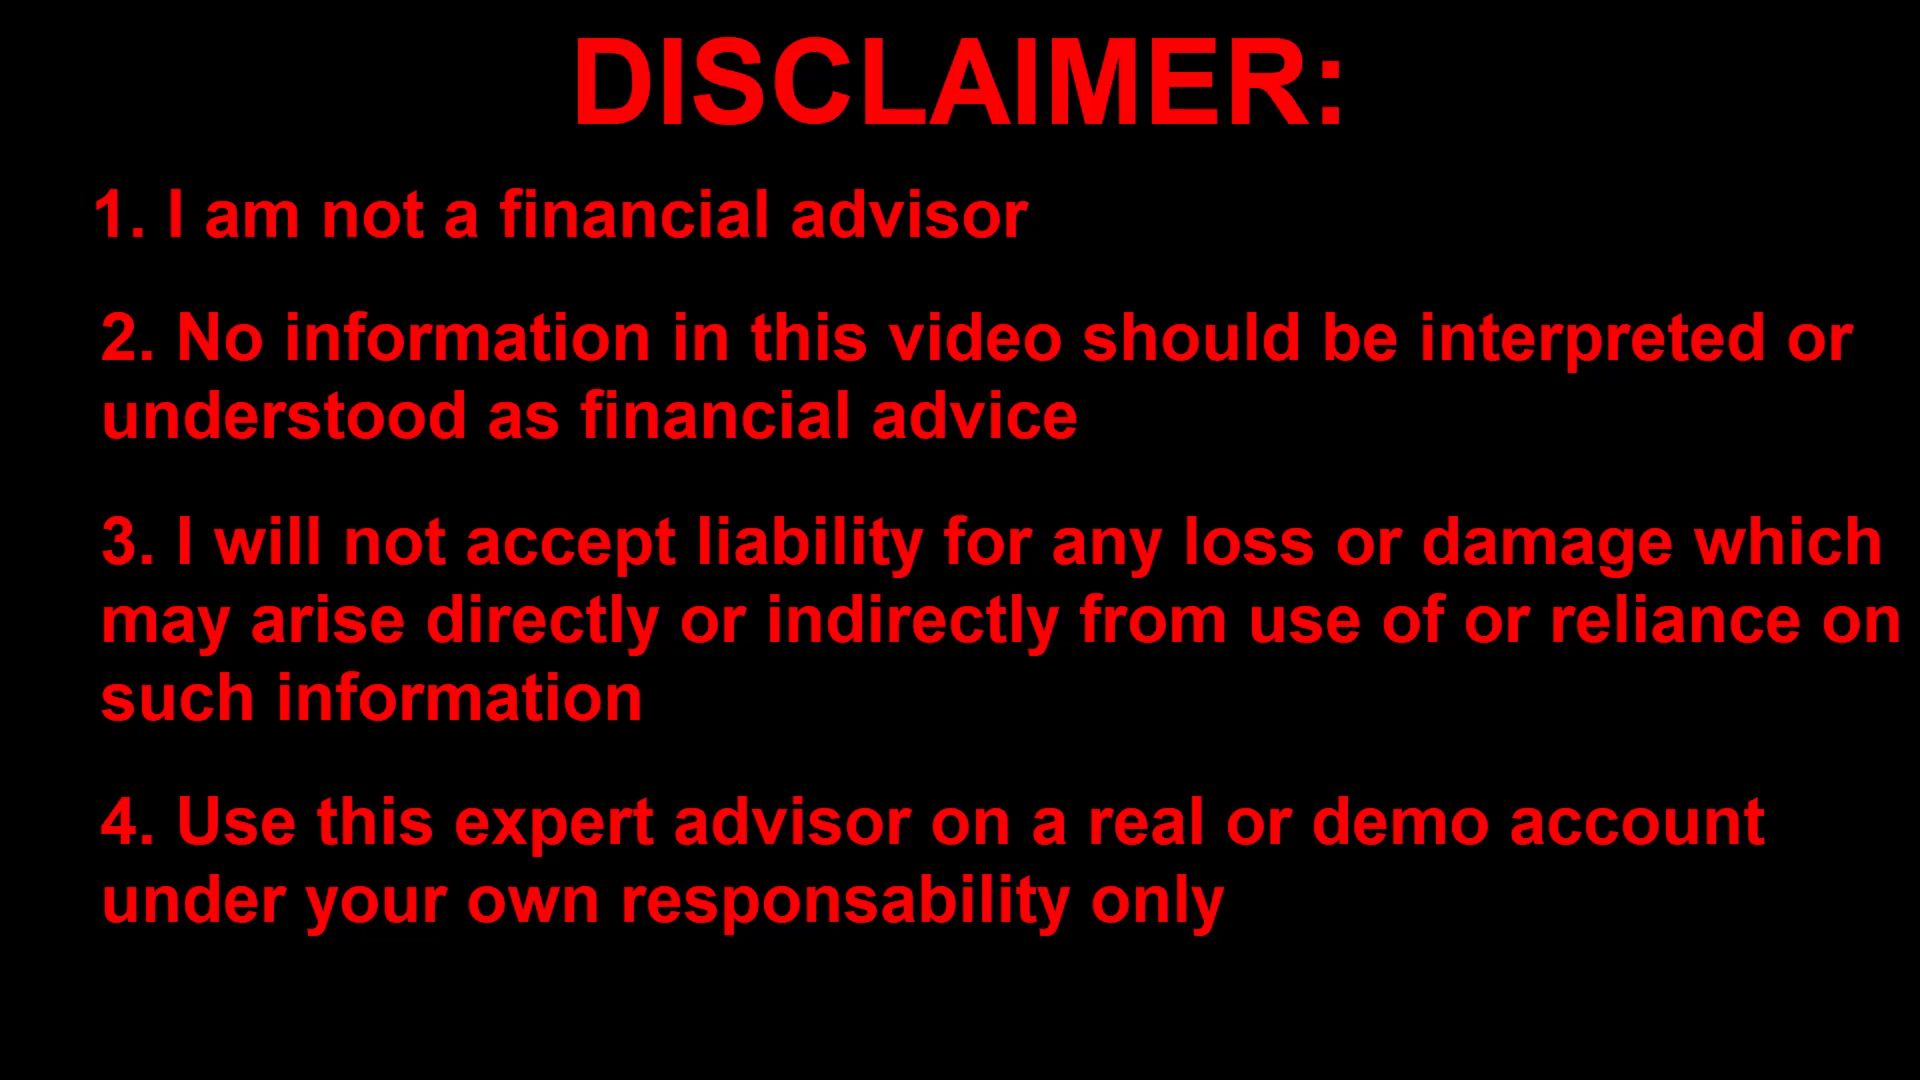 DISCLAIMER:
1. I am not a financial advisor
2. No information in this video should be interpreted or
understood as financial advice
3. I will not accept liability for any loss or damage which
may arise directly or indirectly from use of or reliance on
such information
4. Use this expert advisor on a real or demo account
under your own responsability only